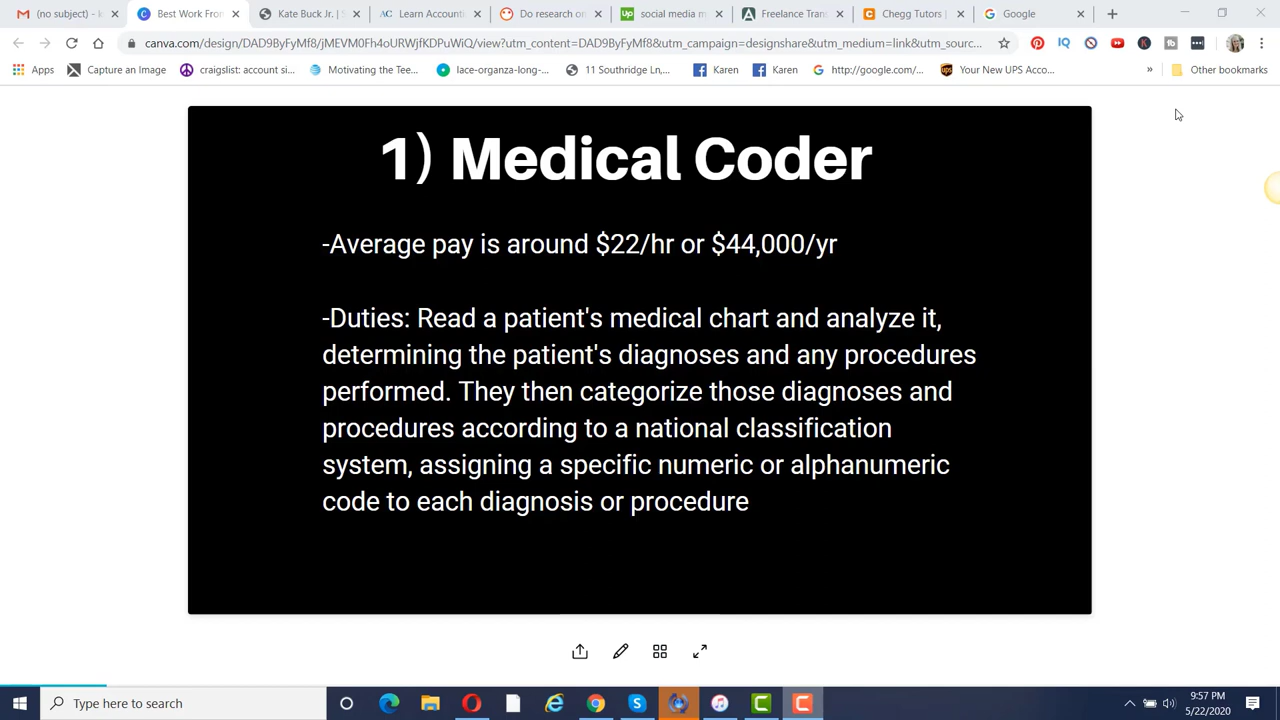 (no subject) - k
Best Work Fron
Kate Buck Jr. | S
Learn Account
Do research on
social media m
Freelance Tran
Chegg Tutors |
Google
canva.com/design/DAD9ByFyMf8/jMEVM0Fh4oURWfKD0uWO/view?utm_content=DAD9ByFyMf8&utm_campaign=designshare&utm_medium=link&utm_sourc...
Apps
Capture an Image
craigslist: account si...
Motivating the Tee...
lace-organza-long-...
11 Southridge Ln,...
Karen
Karen
http://google.com/...
Your New UPS Acco...
»
Other bookmarks
1) Medical Coder
-Average pay is around $22/hr or $44,000/yr
-Duties: Read a patient's medical chart and analyze it,
determining the patient's diagnoses and any procedures
performed. They then categorize those diagnoses and
procedures according to a national classification
system, assigning a specific numeric or alphanumeric
code to each diagnosis or procedure
Type here to search
9:57 PM
5/22/2020